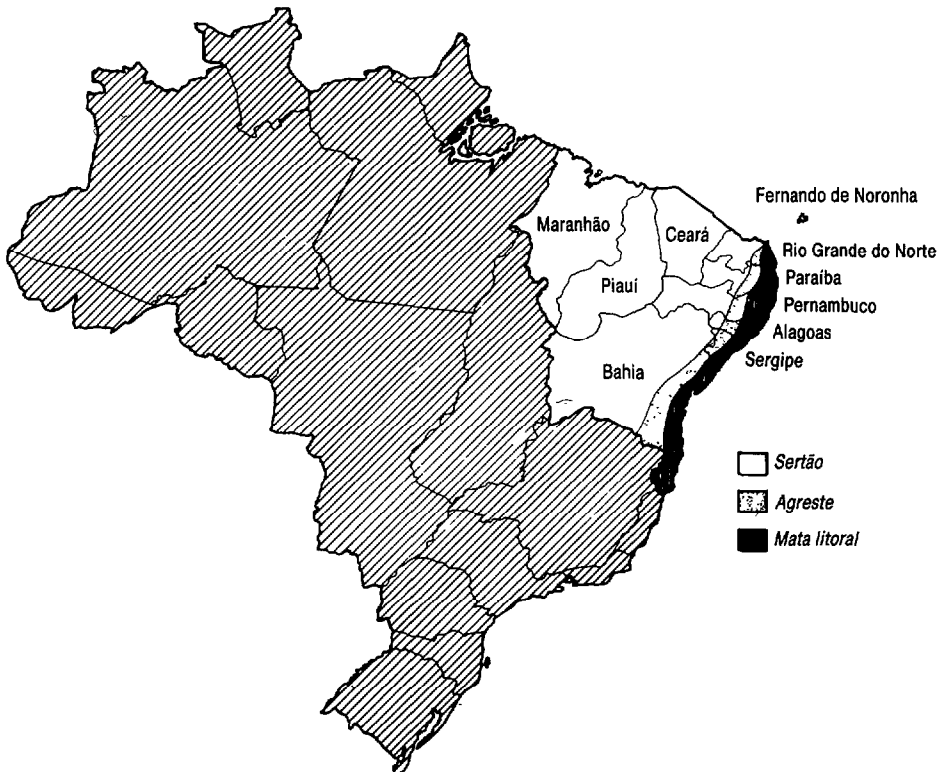 Fernando de Noronha
Maranhão
Ceará
Rio Grande do Norte
Paraíba
Piauí
Pernambuco
Alagoas
Sergipe
Bahia
Sertão
Agreste
Mata litoral